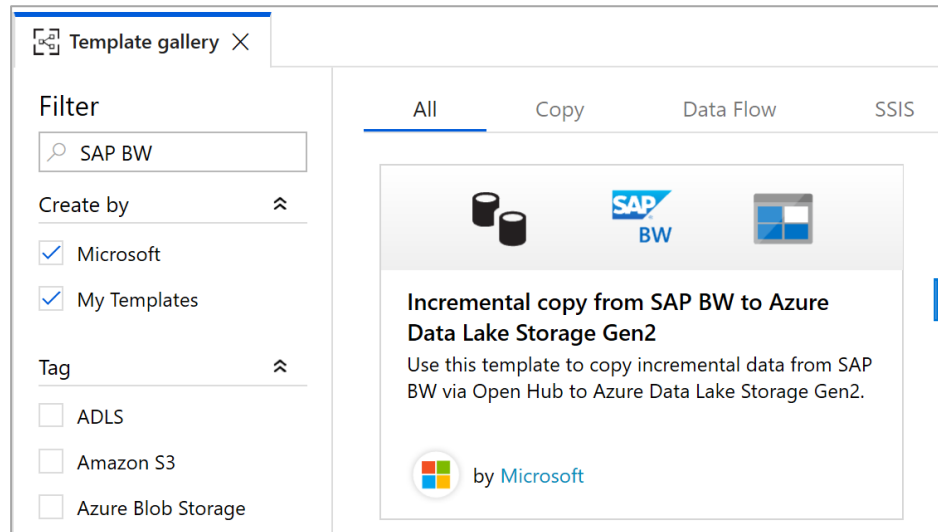 Template gallery
Filter
SAP BW
Create by
Microsoft
My Templates
Tag
ADLS
Amazon S3
Azure Blob Storage
All Copy Data Flow SSIS
SAP
BW
Incremental copy from SAP BW to Azure
Data Lake Storage Gen2
Use this template to copy incremental data from SAP
BW via Open Hub to Azure Data Lake Storage Gen2.
by Microsoft